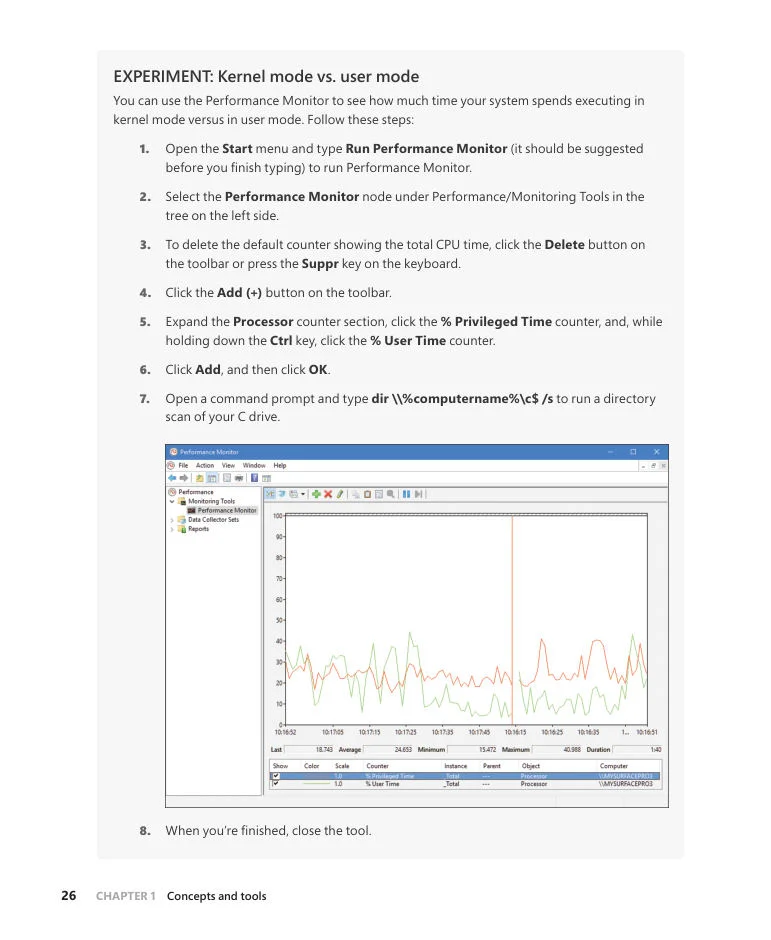 EXPERIMENT: Kernel mode vs. user mode
You can use the Performance Monitor to see how much time your system spends executing in
kernel mode versus in user mode. Follow these steps:
1. Open the Start menu and type Run Performance Monitor (it should be suggested
before you finish typing) to run Performance Monitor.
2. Select the Performance Monitor node under Performance/Monitoring Tools in the
tree on the left side.
3. To delete the default counter showing the total CPU time, click the Delete button on
the toolbar or press the Suppr key on the keyboard.
4. Click the Add (+) button on the toolbar.
5. Expand the Processor counter section, click the % Privileged Time counter, and, while
holding down the Ctrl key, click the % User Time counter.
6. Click Add, and then click OK.
7. Open a command prompt and type dir \\%computername%\c$ /s to run a directory
scan of your C drive.
Performance Monitor
File Action View Window Help
Performance
Monitoring Tools
Performance Monitor
Data Collector Sets
Reports
100
90
80
70
60
50
40
30
20
10
0
10:16:52 10:17:05 10:17:15 10:17:25 10:17:35 10:17:45 10:16:15 10:16:25 10:16:35 1... 10:16:51
Last 18.743 Average 24.653 Minimum 15.472 Maximum 40.988 Duration 1:40
Show Color Scale Counter Instance Parent Object Computer
1.0 % Privileged Time _Total --- Processor \\MYSURFACEPRO3
1.0 % User Time _Total --- Processor \\MYSURFACEPRO3
8. When you’re finished, close the tool.
26 CHAPTER 1 Concepts and tools